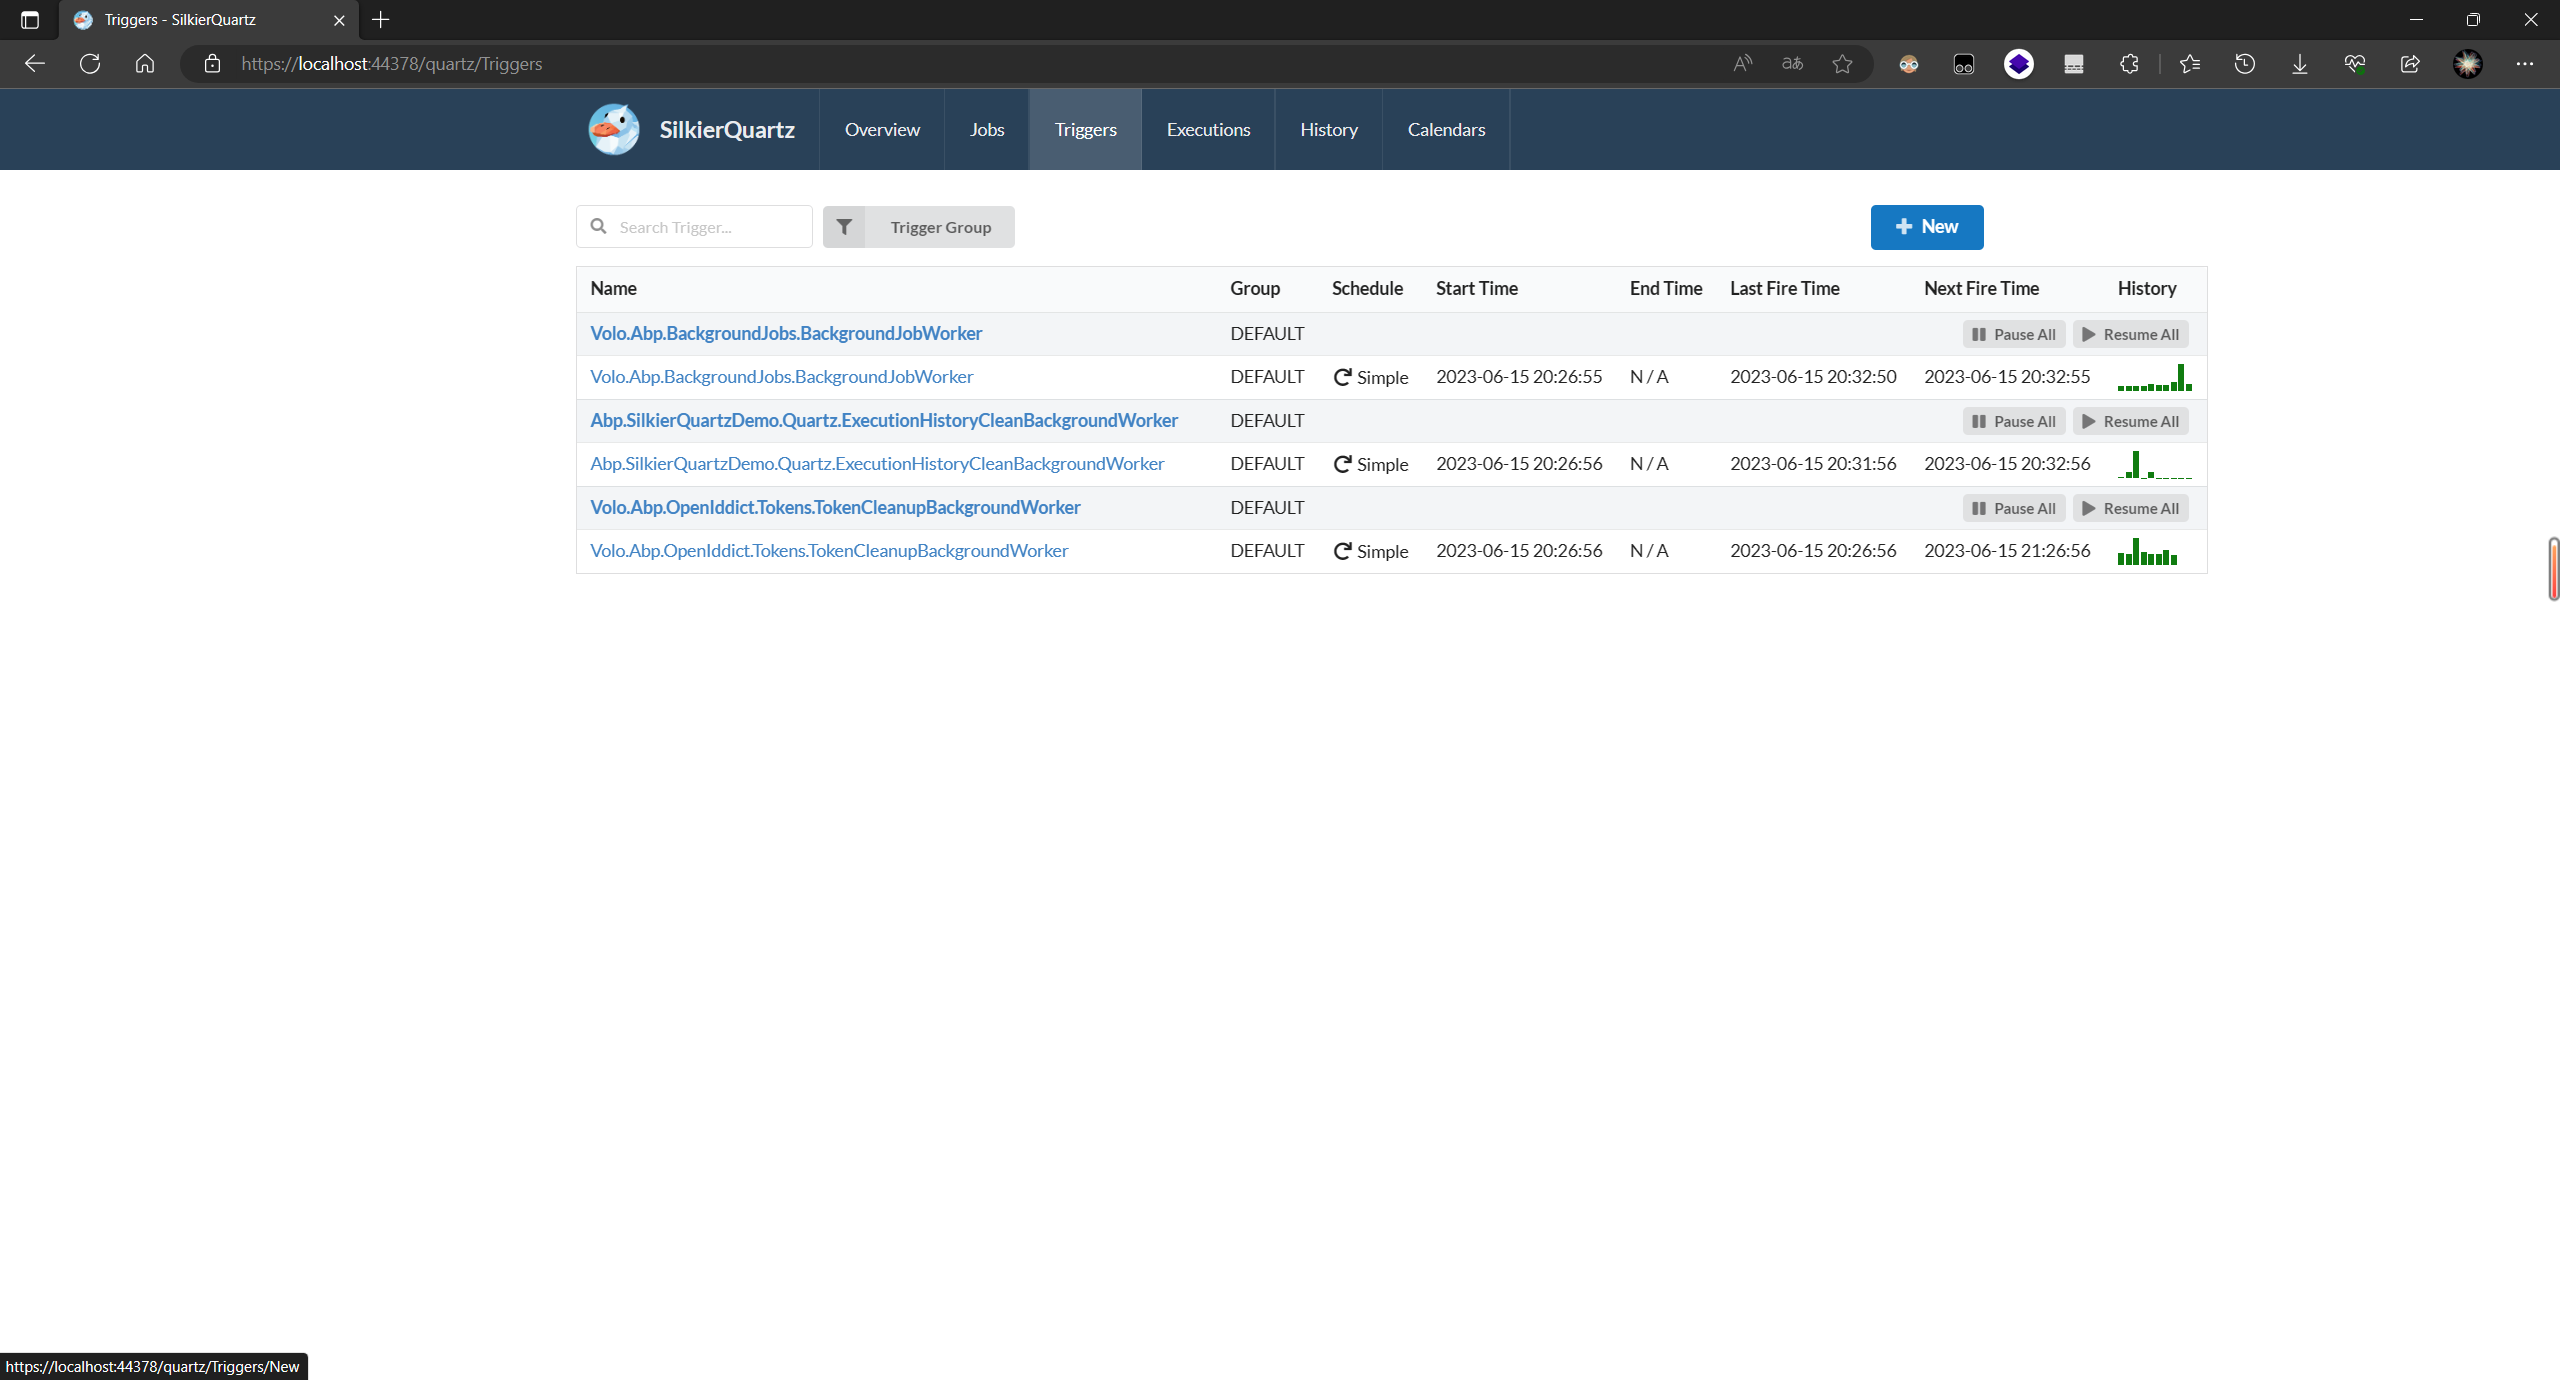 Triggers - SilkierQuartz
https://localhost:44378/quartz/Triggers
SilkierQuartz Overview Jobs Triggers Executions History Calendars
Search Trigger... Trigger Group New
Name Group Schedule Start Time End Time Last Fire Time Next Fire Time History
Volo.Abp.BackgroundJobs.BackgroundJobWorker DEFAULT Pause All Resume All
Volo.Abp.BackgroundJobs.BackgroundJobWorker DEFAULT Simple 2023-06-15 20:26:55 N / A 2023-06-15 20:32:50 2023-06-15 20:32:55
Abp.SilkierQuartzDemo.Quartz.ExecutionHistoryCleanBackgroundWorker DEFAULT Pause All Resume All
Abp.SilkierQuartzDemo.Quartz.ExecutionHistoryCleanBackgroundWorker DEFAULT Simple 2023-06-15 20:26:56 N / A 2023-06-15 20:31:56 2023-06-15 20:32:56
Volo.Abp.OpenIddict.Tokens.TokenCleanupBackgroundWorker DEFAULT Pause All Resume All
Volo.Abp.OpenIddict.Tokens.TokenCleanupBackgroundWorker DEFAULT Simple 2023-06-15 20:26:56 N / A 2023-06-15 20:26:56 2023-06-15 21:26:56
https://localhost:44378/quartz/Triggers/New